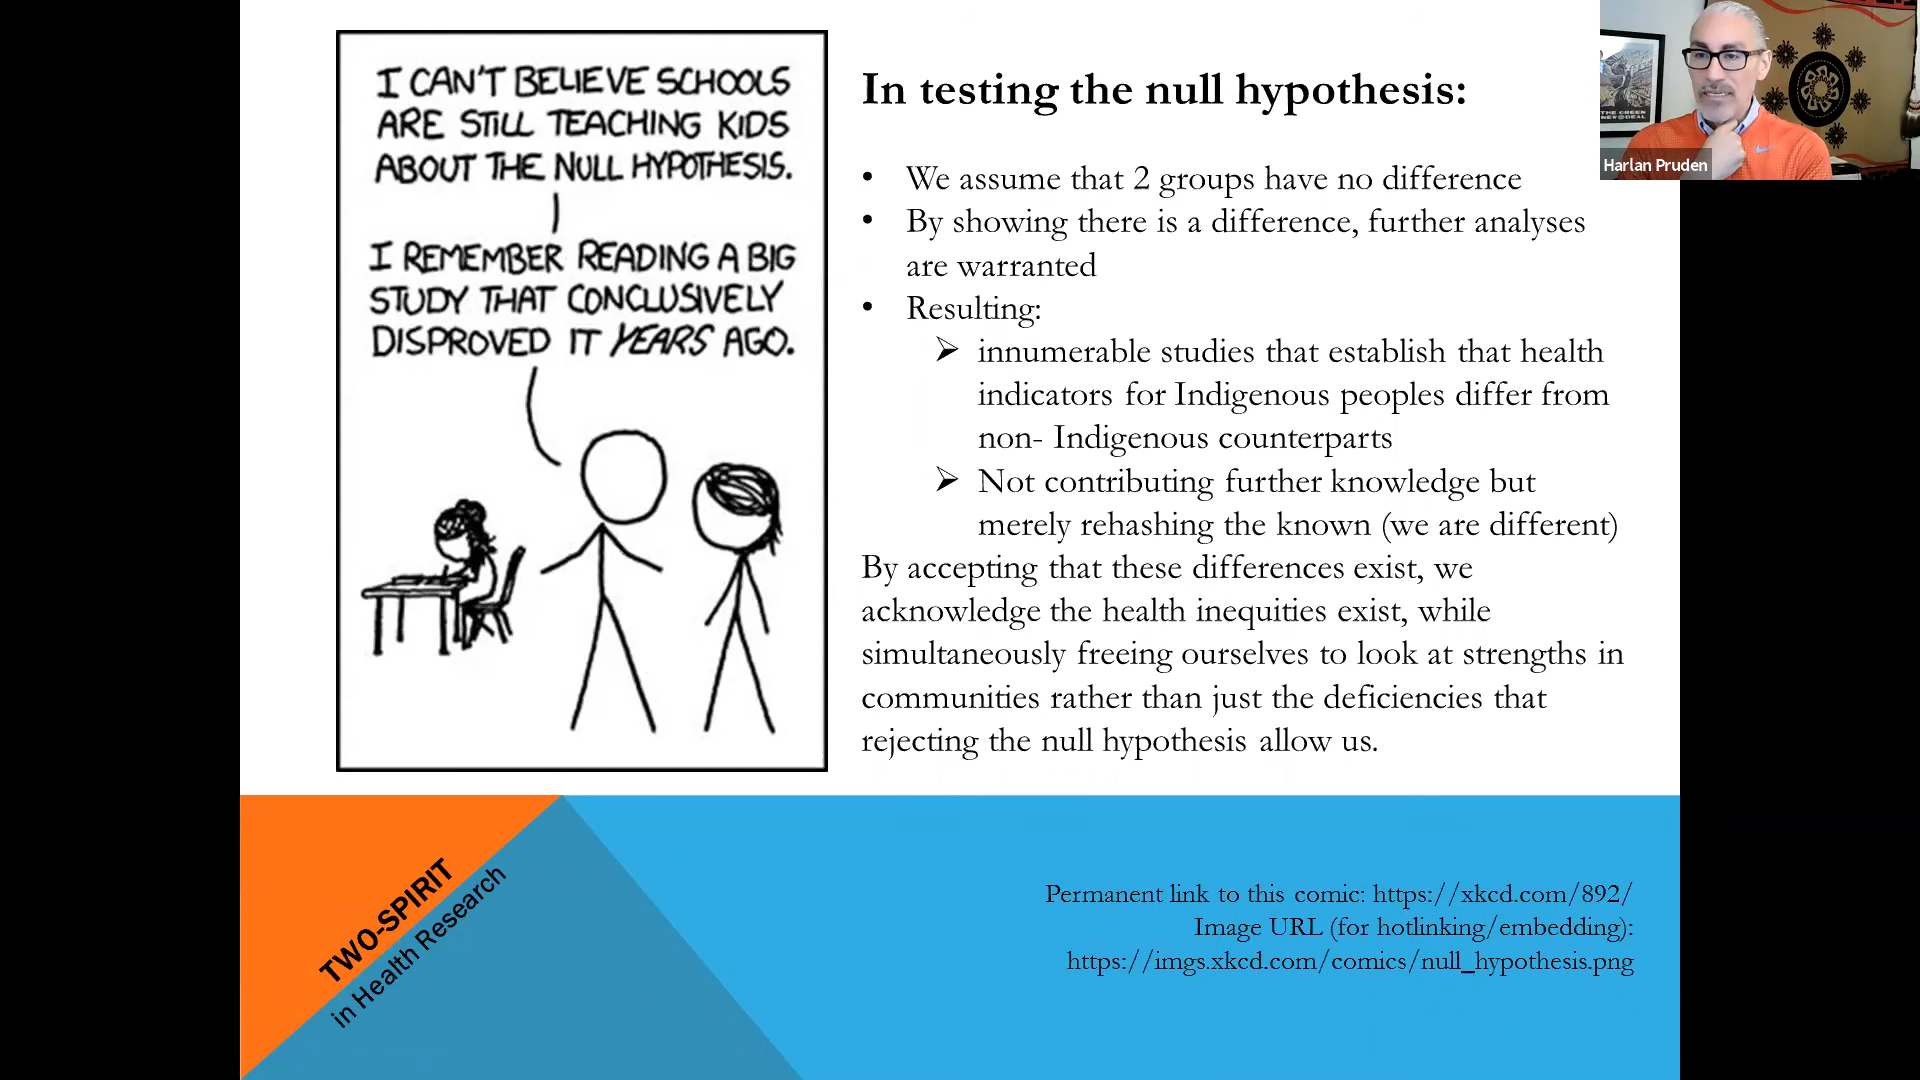 I CAN'T BELIEVE SCHOOLS
ARE STILL TEACHING KIDS
ABOUT THE NULL HYPOTHESIS.
I REMEMBER READING A BIG
STUDY THAT CONCLUSIVELY
DISPROVED IT YEARS AGO.
In testing the null hypothesis:
• We assume that 2 groups have no difference
• By showing there is a difference, further analyses
are warranted
• Resulting:
➢ innumerable studies that establish that health
indicators for Indigenous peoples differ from
non- Indigenous counterparts
➢ Not contributing further knowledge but
merely rehashing the known (we are different)
By accepting that these differences exist, we
acknowledge the health inequities exist, while
simultaneously freeing ourselves to look at strengths in
communities rather than just the deficiencies that
rejecting the null hypothesis allow us.
THE GREEN
NEW DEAL
Harlan Pruden
TWO-SPIRIT
in Health Research
Permanent link to this comic: https://xkcd.com/892/
Image URL (for hotlinking/embedding):
https://imgs.xkcd.com/comics/null_hypothesis.png